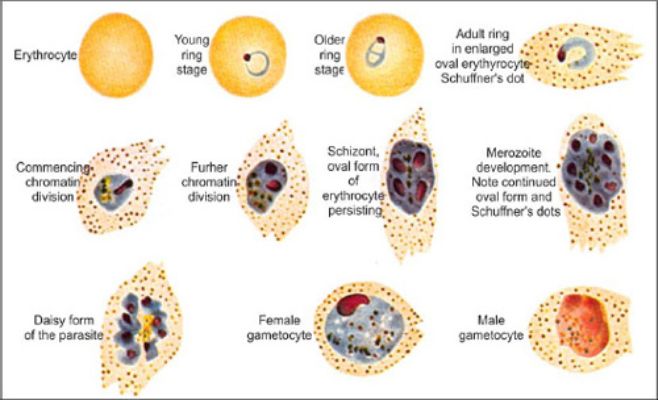 Erythrocyte
Young
ring
stage
Older
ring
stage
Adult ring
in enlarged
oval erythyrocyte
Schuffner's dot
Commencing
chromatin
division
Furher
chromatin
division
Schizont,
oval form
of
erythrocyte
persisting
Merozoite
development.
Note continued
oval form and
Schuffner's dots
Daisy form
of the parasite
Female
gametocyte
Male
gametocyte